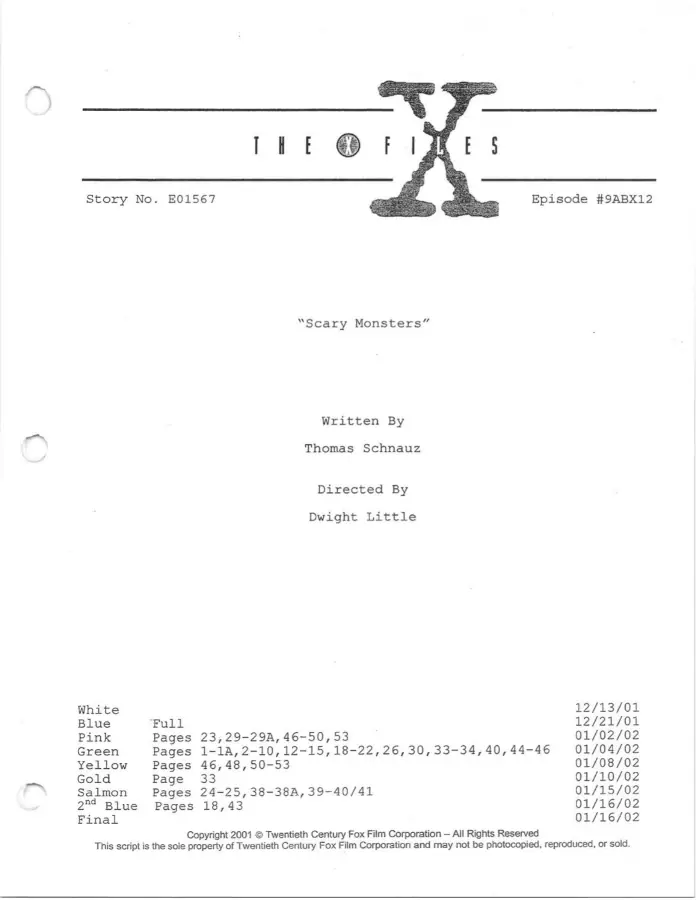 THE X FILES
Story No. E01567 Episode #9ABX12
"Scary Monsters"
Written By
Thomas Schnauz
Directed By
Dwight Little
White 12/13/01
Blue Full 12/21/01
Pink Pages 23,29-29A,46-50,53 01/02/02
Green Pages 1-1A,2-10,12-15,18-22,26,30,33-34,40,44-46 01/04/02
Yellow Pages 46,48,50-53 01/08/02
Gold Page 33 01/10/02
Salmon Pages 24-25,38-38A,39-40/41 01/15/02
2nd Blue Pages 18,43 01/16/02
Final 01/16/02
Copyright 2001 © Twentieth Century Fox Film Corporation – All Rights Reserved
This script is the sole property of Twentieth Century Fox Film Corporation and may not be photocopied, reproduced, or sold.